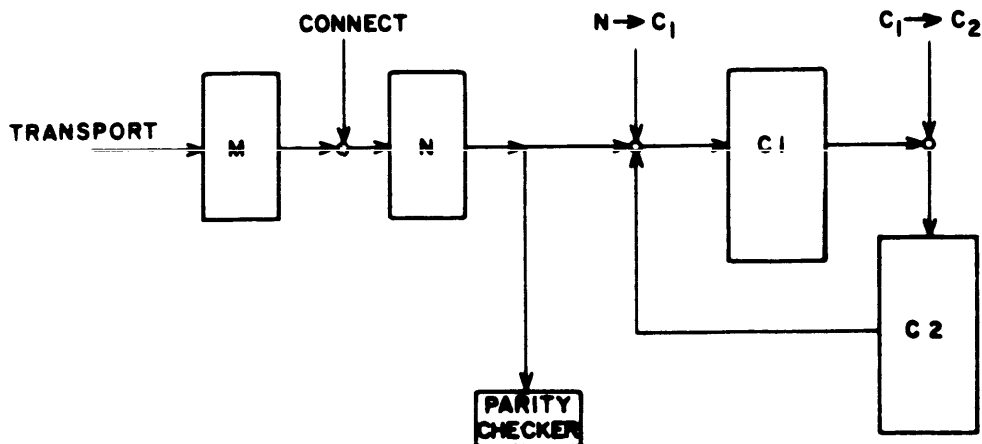 CONNECT
N → C₁
C₁ → C₂
TRANSPORT
M
N
C1
C2
PARITY
CHECKER